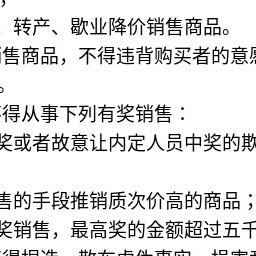 、转产、歇业降价销售商品。
销售商品，不得违背购买者的意愿
。
得从事下列有奖销售：
奖或者故意让内定人员中奖的欺
售的手段推销质次价高的商品；
奖销售，最高奖的金额超过五千